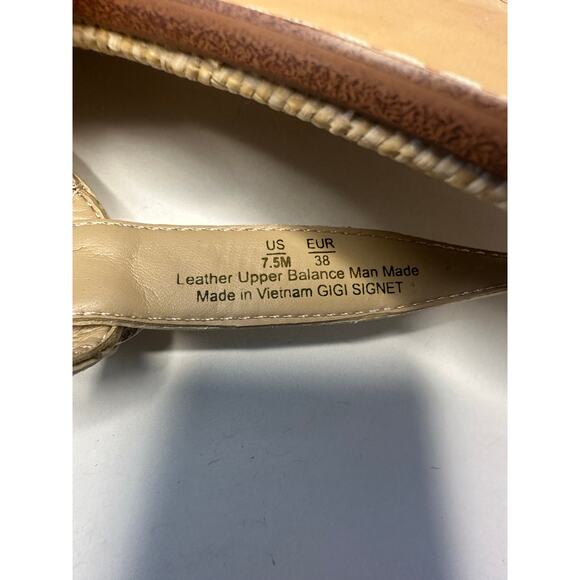 US EUR
7.5M 38
Leather Upper Balance Man Made
Made in Vietnam GIGI SIGNET